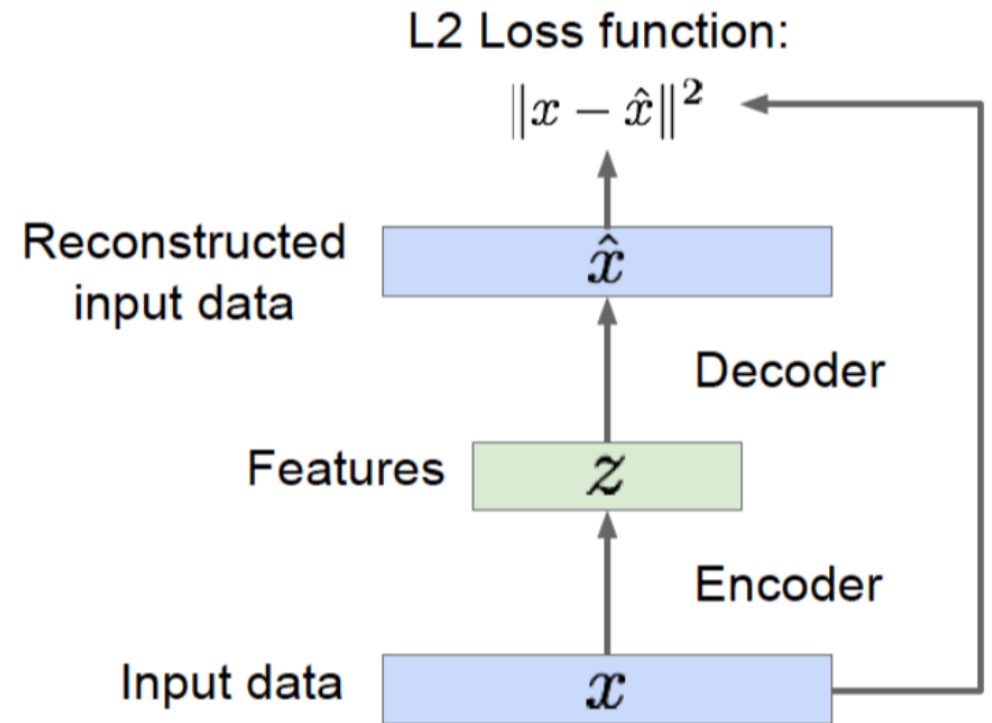 L2 Loss function:
‖x − x̂‖²
Reconstructed
input data
x̂
Decoder
Features
z
Encoder
Input data
x